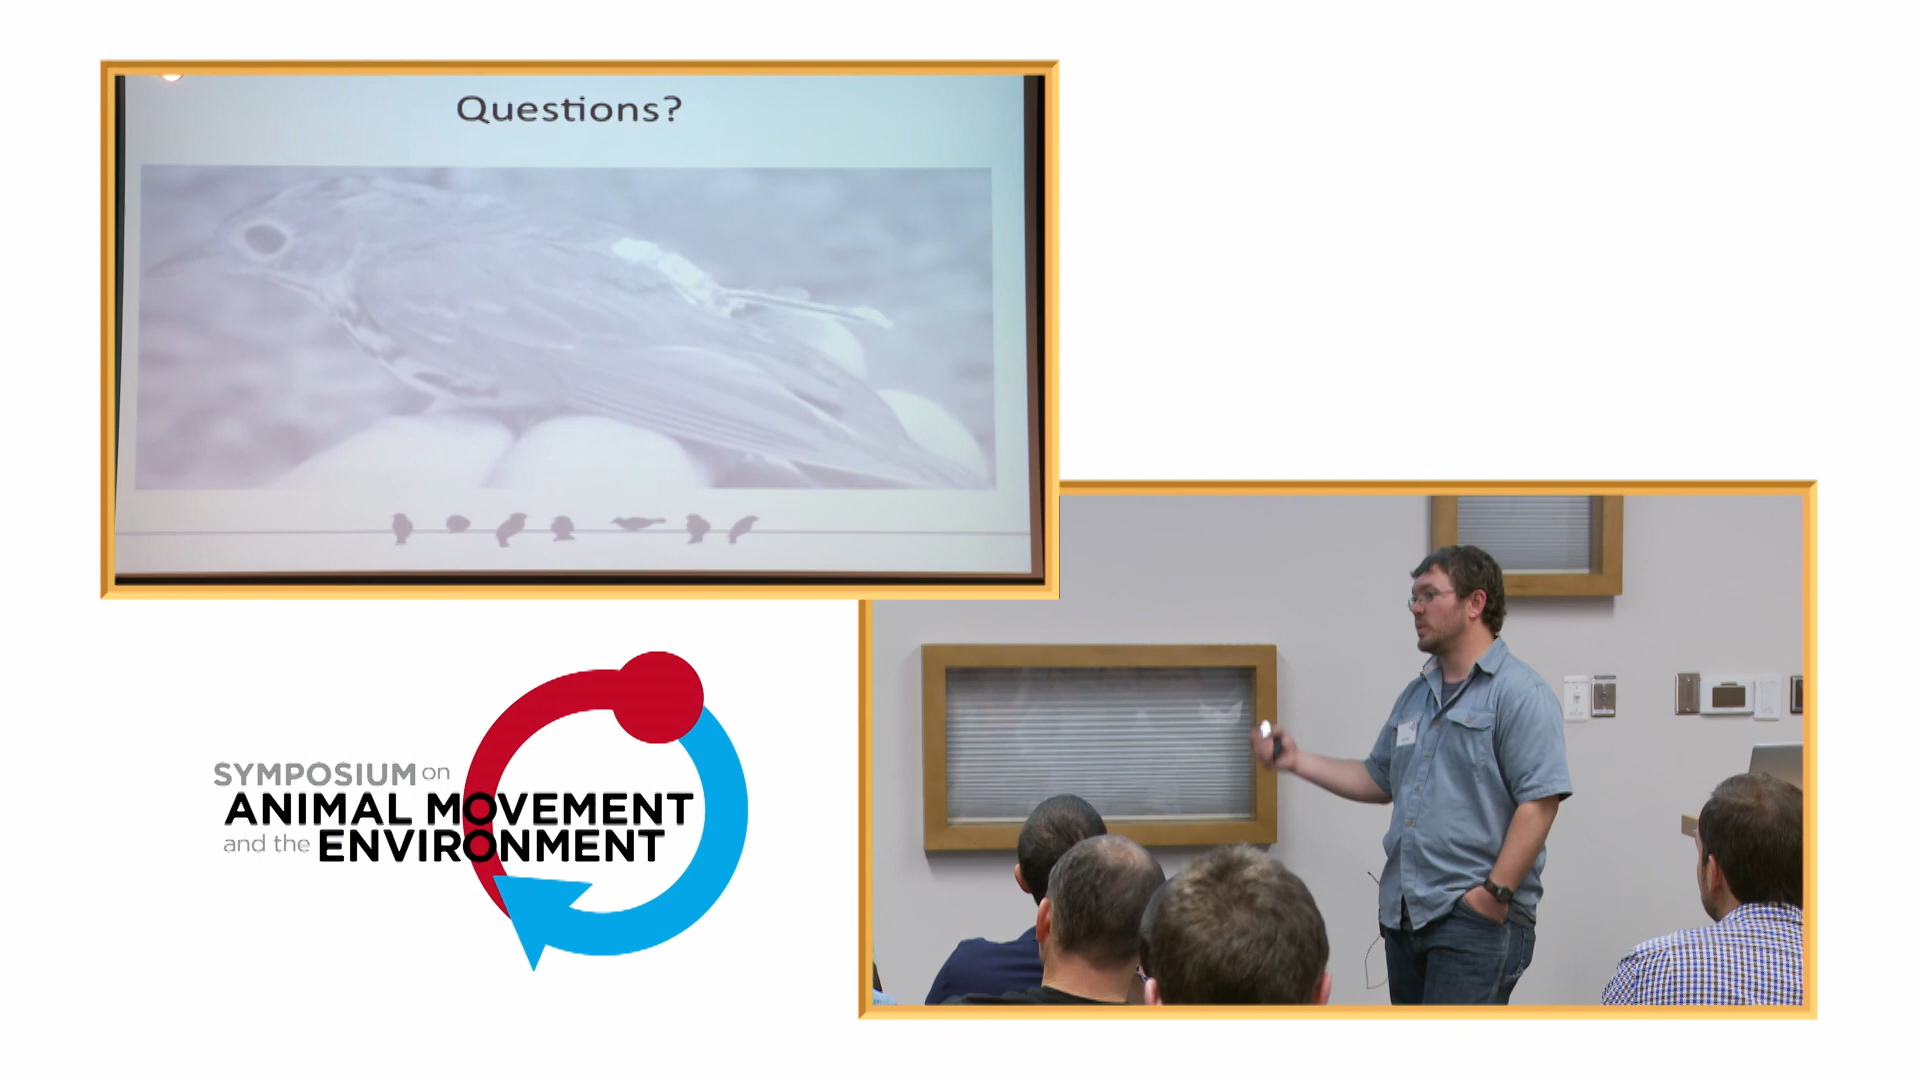 Questions?
SYMPOSIUM on
ANIMAL MOVEMENT
and the ENVIRONMENT